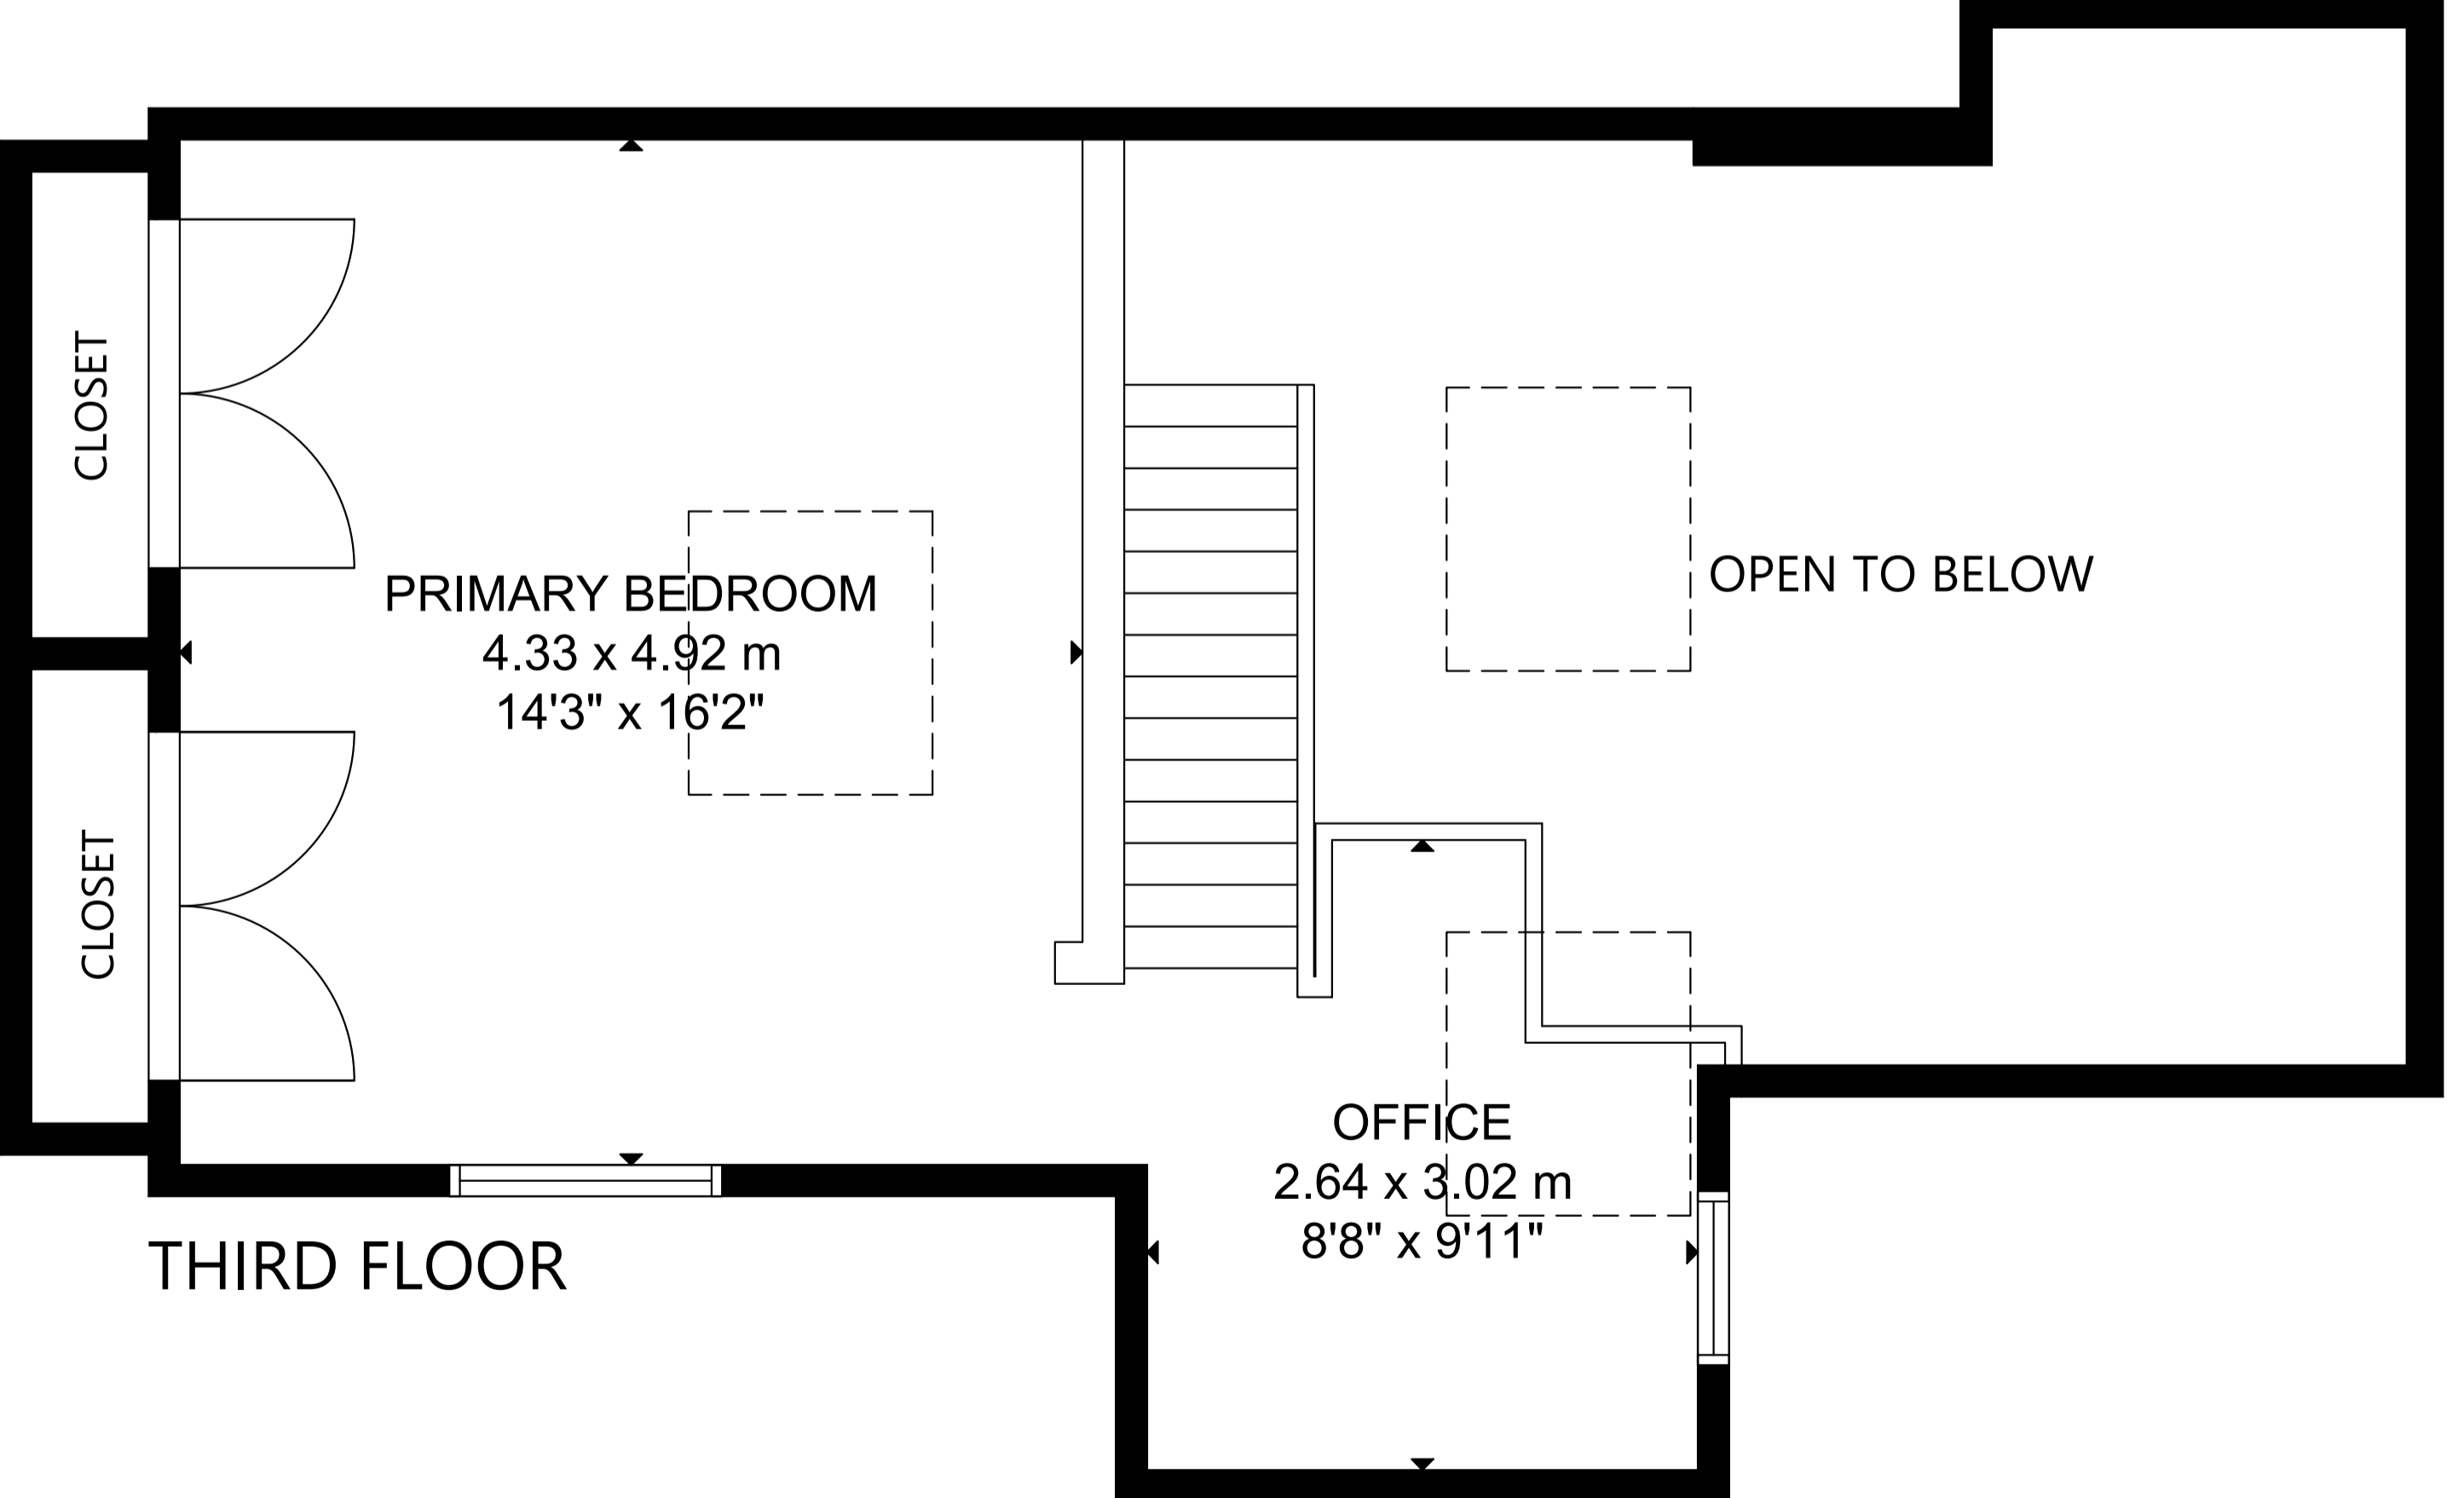 CLOSET
PRIMARY BEDROOM
4.33 x 4.92 m
14'3" x 16'2"
OPEN TO BELOW
CLOSET
OFFICE
2.64 x 3.02 m
8'8" x 9'11"
THIRD FLOOR